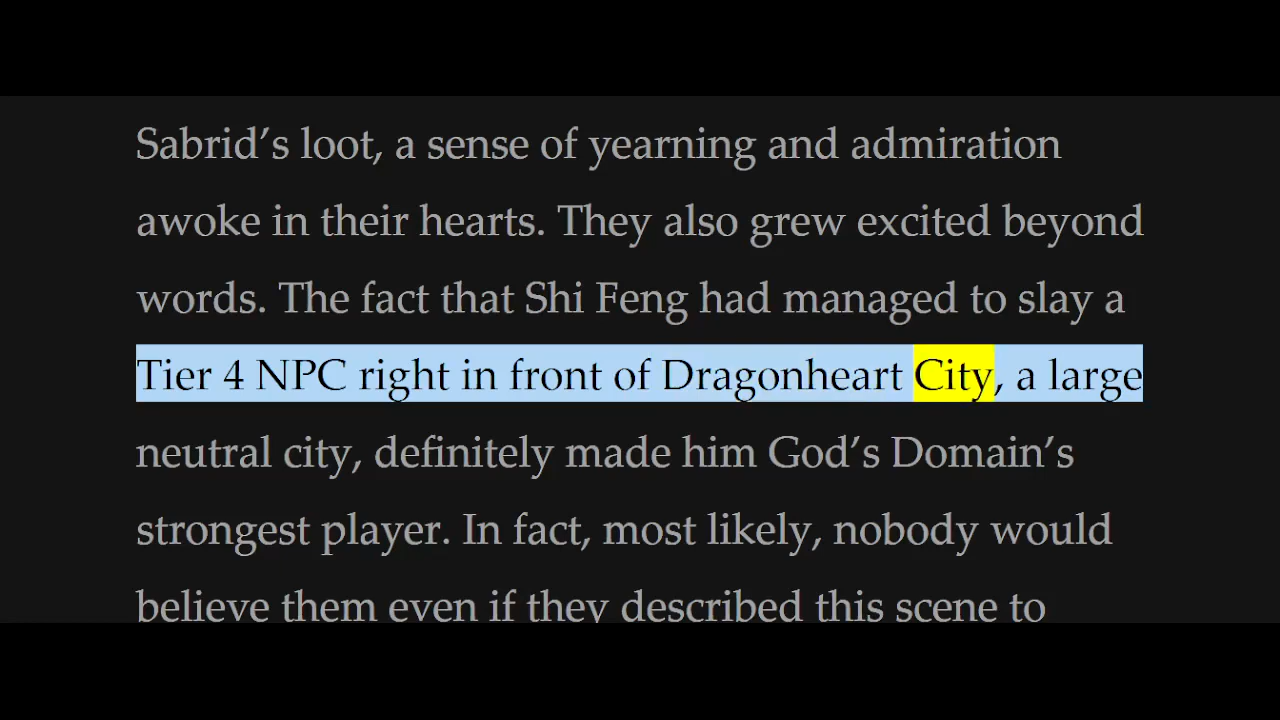 Sabrid’s loot, a sense of yearning and admiration
awoke in their hearts. They also grew excited beyond
words. The fact that Shi Feng had managed to slay a
Tier 4 NPC right in front of Dragonheart City, a large
neutral city, definitely made him God’s Domain’s
strongest player. In fact, most likely, nobody would
believe them even if they described this scene to